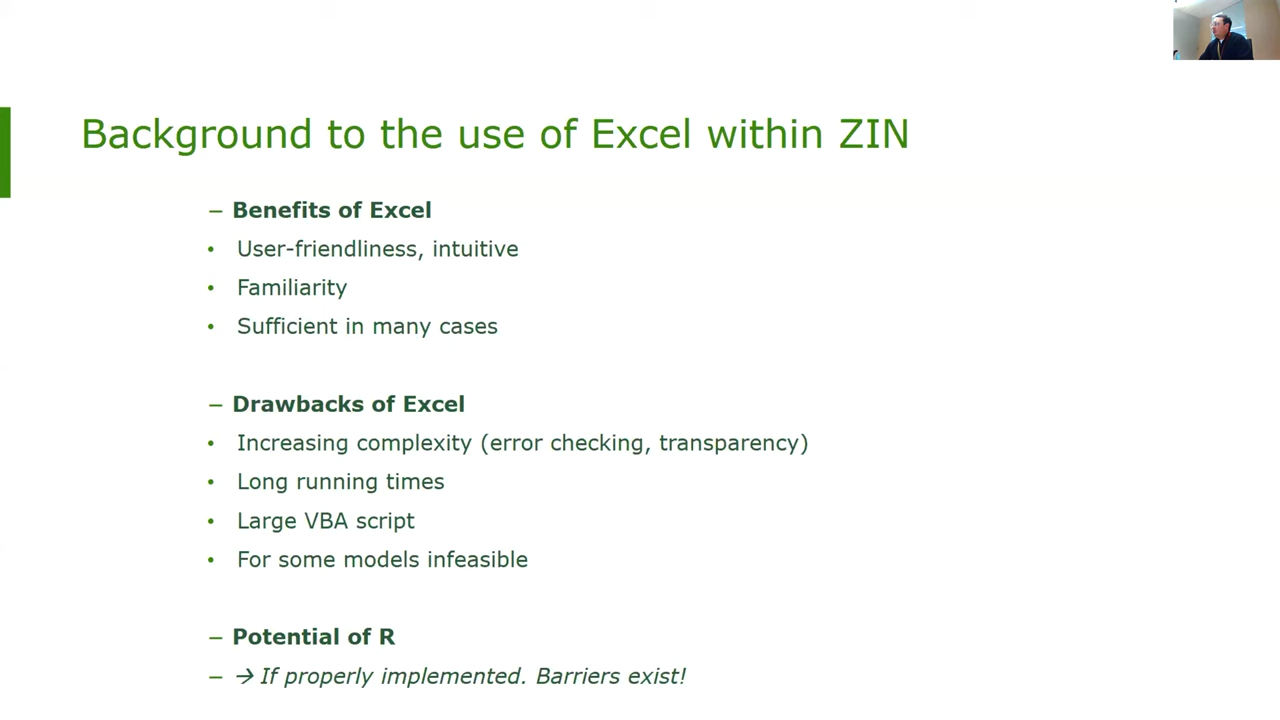 Background to the use of Excel within ZIN
– Benefits of Excel
• User-friendliness, intuitive
• Familiarity
• Sufficient in many cases
– Drawbacks of Excel
• Increasing complexity (error checking, transparency)
• Long running times
• Large VBA script
• For some models infeasible
– Potential of R
– → If properly implemented. Barriers exist!